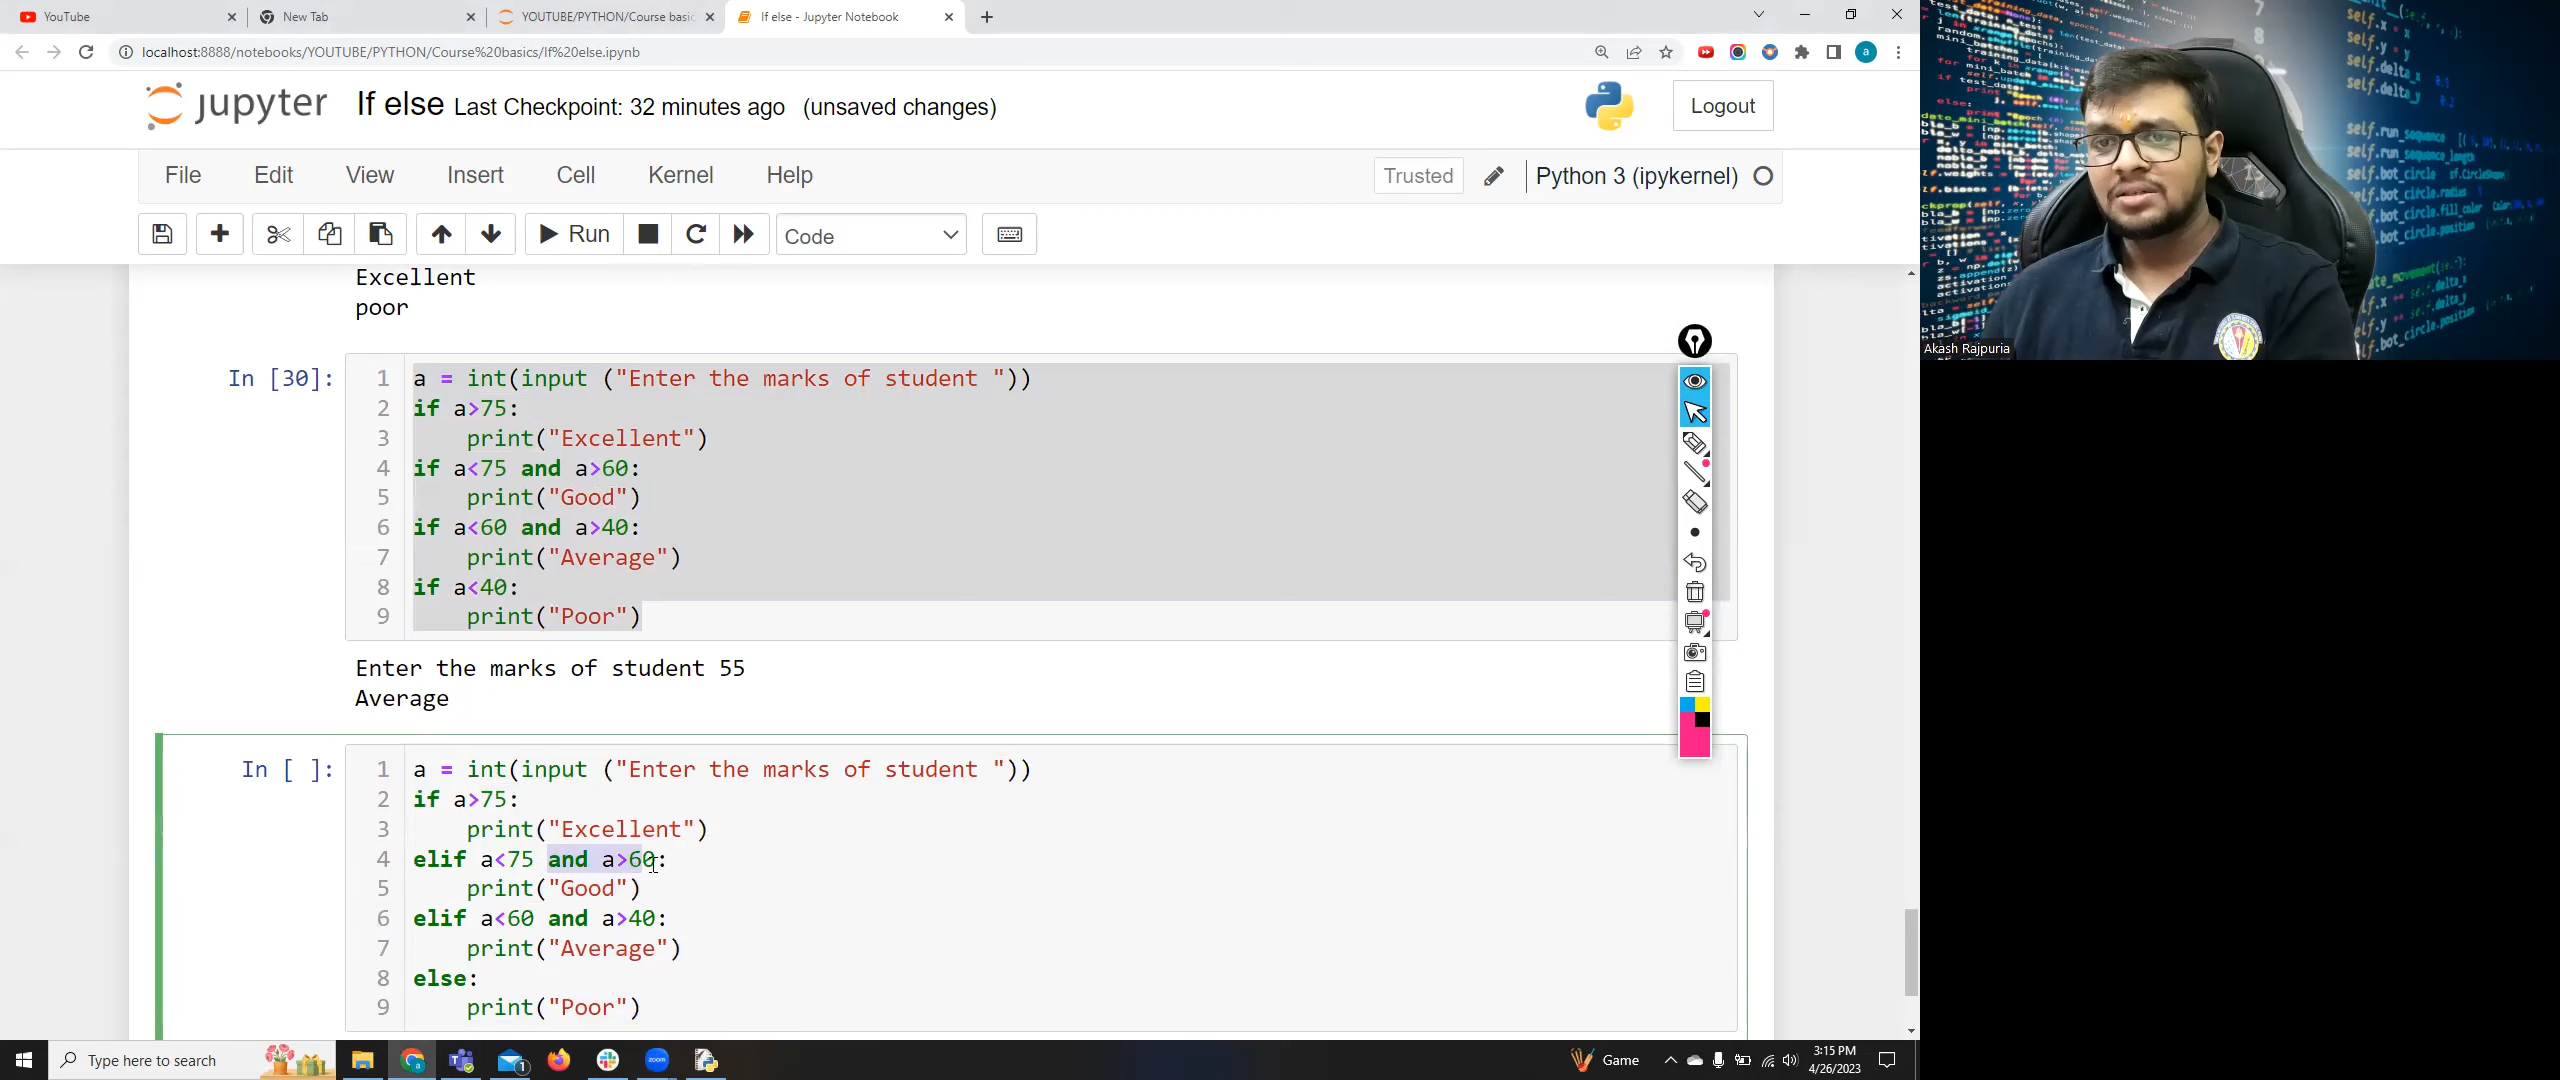 YouTube
New Tab
YOUTUBE/PYTHON/Course basic
If else - Jupyter Notebook
localhost:8888/notebooks/YOUTUBE/PYTHON/Course%20basics/If%20else.ipynb
a
jupyter If else Last Checkpoint: 32 minutes ago (unsaved changes)
Logout
File Edit View Insert Cell Kernel Help
Trusted
Python 3 (ipykernel)
Run
Code
Excellent
poor
In [30]:
1 a = int(input ("Enter the marks of student "))
2 if a>75:
3 print("Excellent")
4 if a<75 and a>60:
5 print("Good")
6 if a<60 and a>40:
7 print("Average")
8 if a<40:
9 print("Poor")
Enter the marks of student 55
Average
In [ ]:
1 a = int(input ("Enter the marks of student "))
2 if a>75:
3 print("Excellent")
4 elif a<75 and a>60:
5 print("Good")
6 elif a<60 and a>40:
7 print("Average")
8 else:
9 print("Poor")
Akash Rajpuria
Type here to search
1
zoom
Game
3:15 PM
4/26/2023